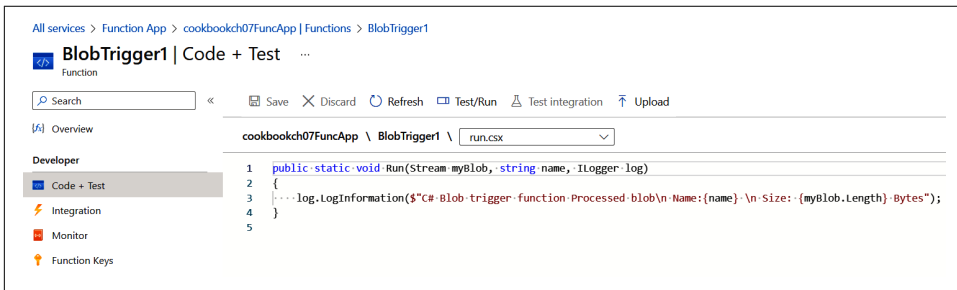 All services > Function App > cookbookch07FuncApp | Functions > BlobTrigger1
BlobTrigger1 | Code + Test ...
Function
Search «
Save Discard Refresh Test/Run Test integration Upload
Overview
cookbookch07FuncApp \ BlobTrigger1 \ run.csx
Developer
Code + Test
Integration
Monitor
Function Keys
1 public static void Run(Stream myBlob, string name, ILogger log)
2 {
3     log.LogInformation($"C# Blob trigger function Processed blob\n Name:{name} \n Size: {myBlob.Length} Bytes");
4 }
5